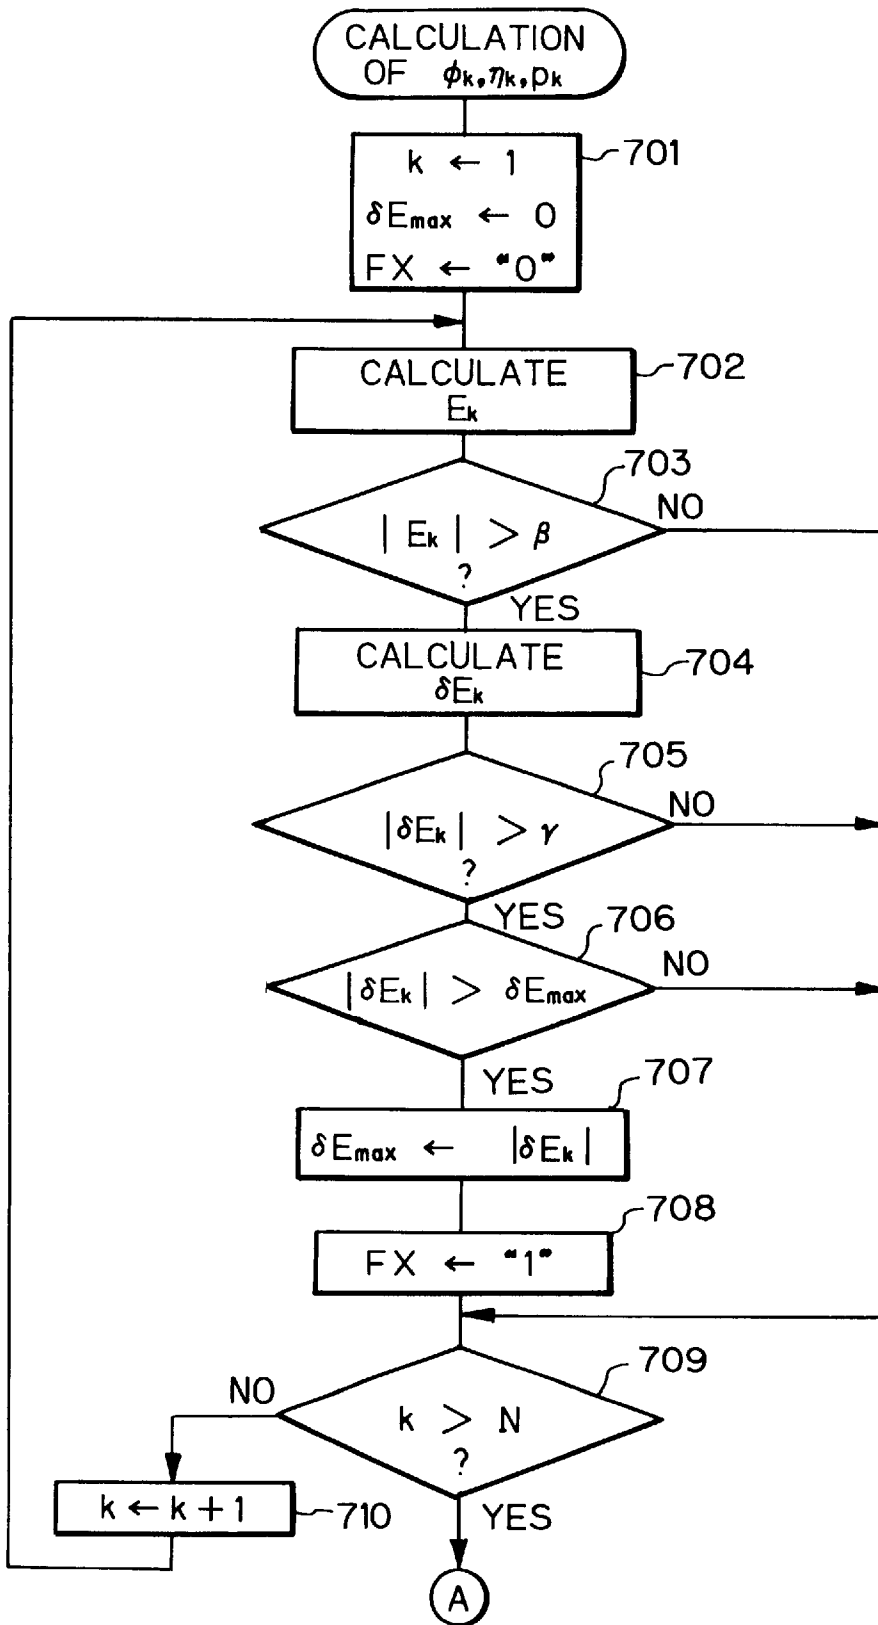 CALCULATION
OF ϕk, ηk, pk
701
k ← 1
δEmax ← 0
FX ← "0"
702
CALCULATE
Ek
703
NO
| Ek | > β
?
YES
704
CALCULATE
δEk
705
NO
|δEk| > γ
?
YES
706
NO
|δEk| > δEmax
YES
707
δEmax ← |δEk|
708
FX ← "1"
709
NO
k > N
?
YES
k ← k + 1
710
A